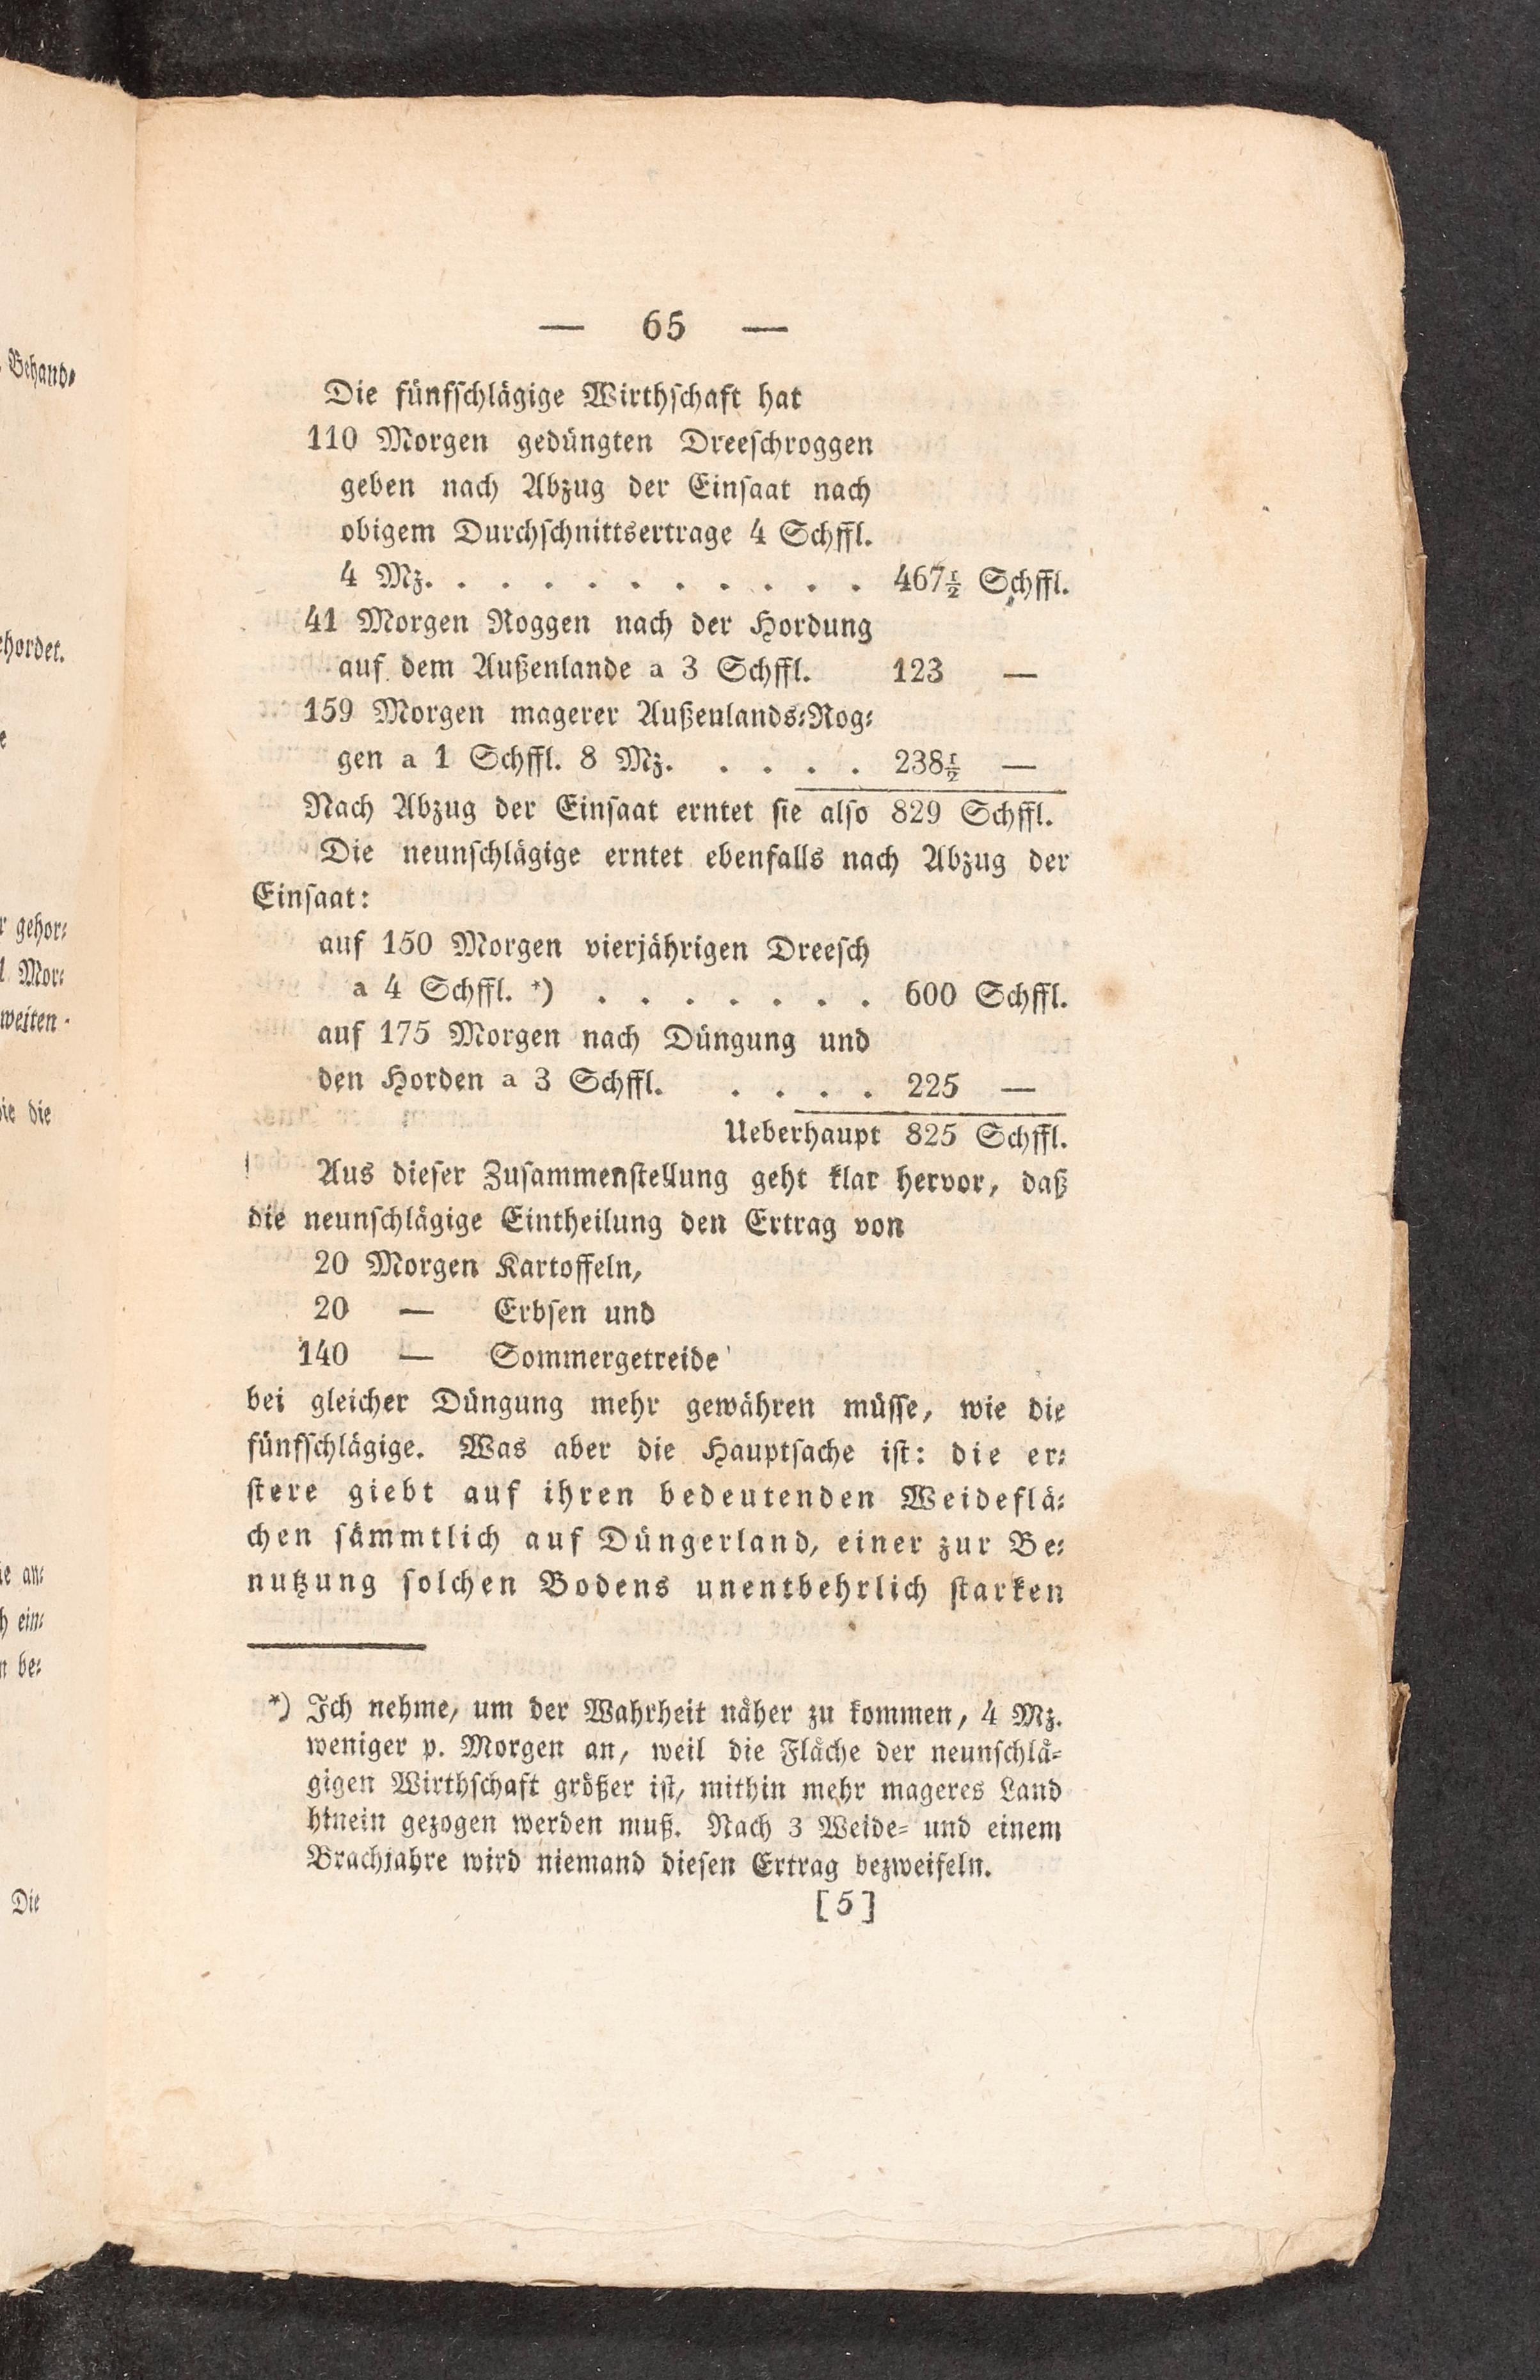 — 65 —
Die fünfschlägige Wirthschaft hat
110 Morgen gedüngten Dreeschroggen
geben nach Abzug der Einsaat nach
obigem Durchschnittsertrage 4 Schffl.
4 Mz. . . . . . . . . . . 467½ Schffl.
41 Morgen Roggen nach der Hordung
auf dem Außenlande a 3 Schffl. 123 —
159 Morgen magerer Außenlands-Rog-
gen a 1 Schffl. 8 Mz. . . . . 238½ —
Nach Abzug der Einsaat erntet sie also 829 Schffl.
Die neunschlägige erntet ebenfalls nach Abzug der
Einsaat:
auf 150 Morgen vierjährigen Dreesch
a 4 Schffl. *) . . . . . . . 600 Schffl.
auf 175 Morgen nach Düngung und
den Horden a 3 Schffl. . . . . 225 —
Ueberhaupt 825 Schffl.
Aus dieser Zusammenstellung geht klar hervor, daß
die neunschlägige Eintheilung den Ertrag von
20 Morgen Kartoffeln,
20 — Erbsen und
140 — Sommergetreide
bei gleicher Düngung mehr gewähren müsse, wie die
fünfschlägige. Was aber die Hauptsache ist: die er-
stere giebt auf ihren bedeutenden Weideflä-
chen sämmtlich auf Düngerland, einer zur Be-
nutzung solchen Bodens unentbehrlich starken
*) Ich nehme, um der Wahrheit näher zu kommen, 4 Mz.
weniger p. Morgen an, weil die Fläche der neunschlä-
gigen Wirthschaft größer ist, mithin mehr mageres Land
hinein gezogen werden muß. Nach 3 Weide- und einem
Brachjahre wird niemand diesen Ertrag bezweifeln.
[5]
Behand-
gehor-
Mor-
weiten
die
an-
ein-
be-
Die